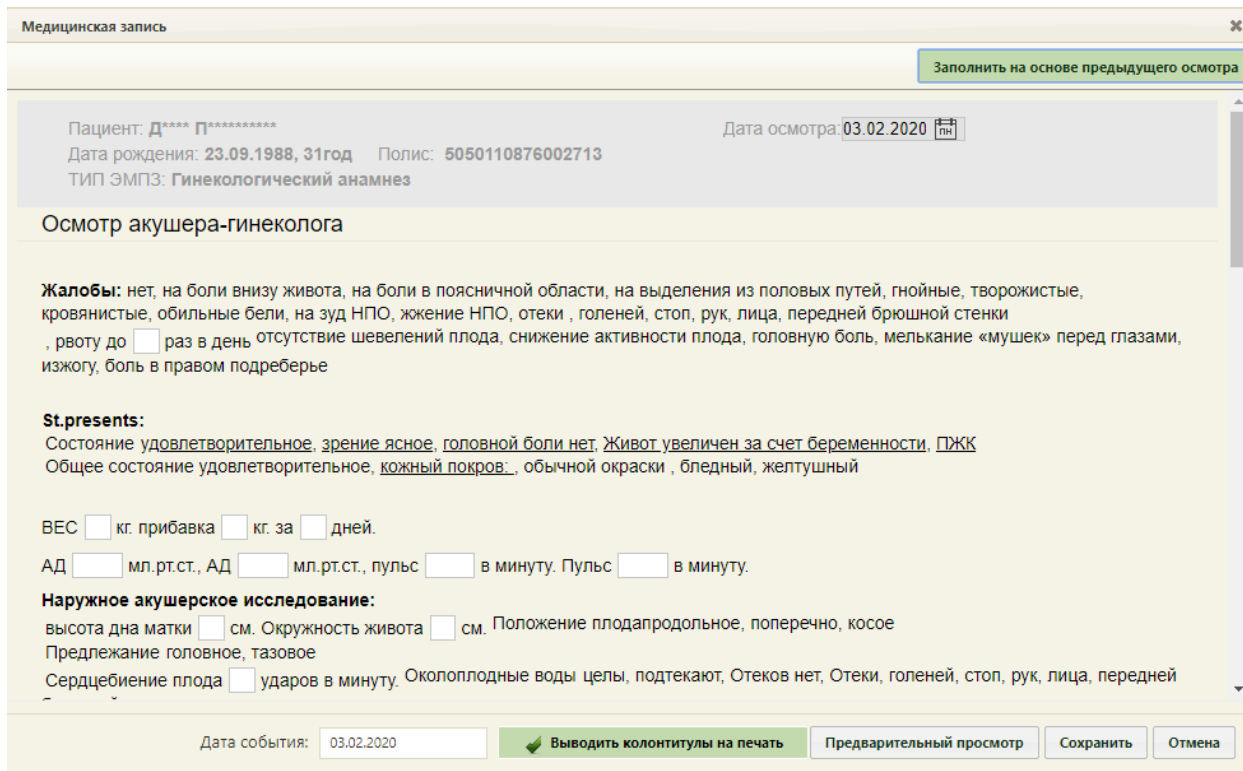 Медицинская запись
Заполнить на основе предыдущего осмотра
Пациент: Д**** П********** Дата осмотра: 03.02.2020 ПН
Дата рождения: 23.09.1988, 31год Полис: 5050110876002713
ТИП ЭМПЗ: Гинекологический анамнез
Осмотр акушера-гинеколога
Жалобы: нет, на боли внизу живота, на боли в поясничной области, на выделения из половых путей, гнойные, творожистые,
кровянистые, обильные бели, на зуд НПО, жжение НПО, отеки , голеней, стоп, рук, лица, передней брюшной стенки
, рвоту до раз в день отсутствие шевелений плода, снижение активности плода, головную боль, мелькание «мушек» перед глазами,
изжогу, боль в правом подреберье
St.presents:
Состояние удовлетворительное, зрение ясное, головной боли нет, Живот увеличен за счет беременности, ПЖК
Общее состояние удовлетворительное, кожный покров: , обычной окраски , бледный, желтушный
ВЕС кг. прибавка кг. за дней.
АД мл.рт.ст., АД мл.рт.ст., пульс в минуту. Пульс в минуту.
Наружное акушерское исследование:
высота дна матки см. Окружность живота см. Положение плодапродольное, поперечно, косое
Предлежание головное, тазовое
Сердцебиение плода ударов в минуту. Околоплодные воды целы, подтекают, Отеков нет, Отеки, голеней, стоп, рук, лица, передней
Дата события: 03.02.2020 Выводить колонтитулы на печать Предварительный просмотр Сохранить Отмена